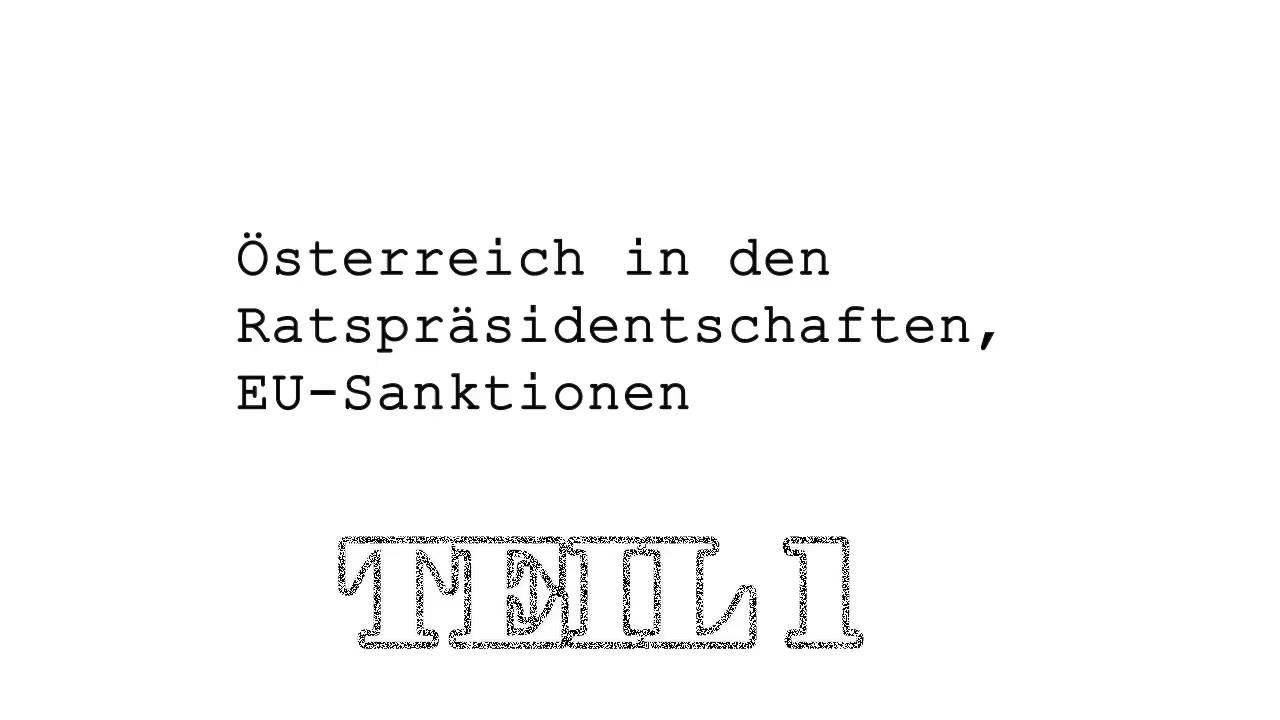 Österreich in den
Ratspräsidentschaften,
EU-Sanktionen
TEIL 1